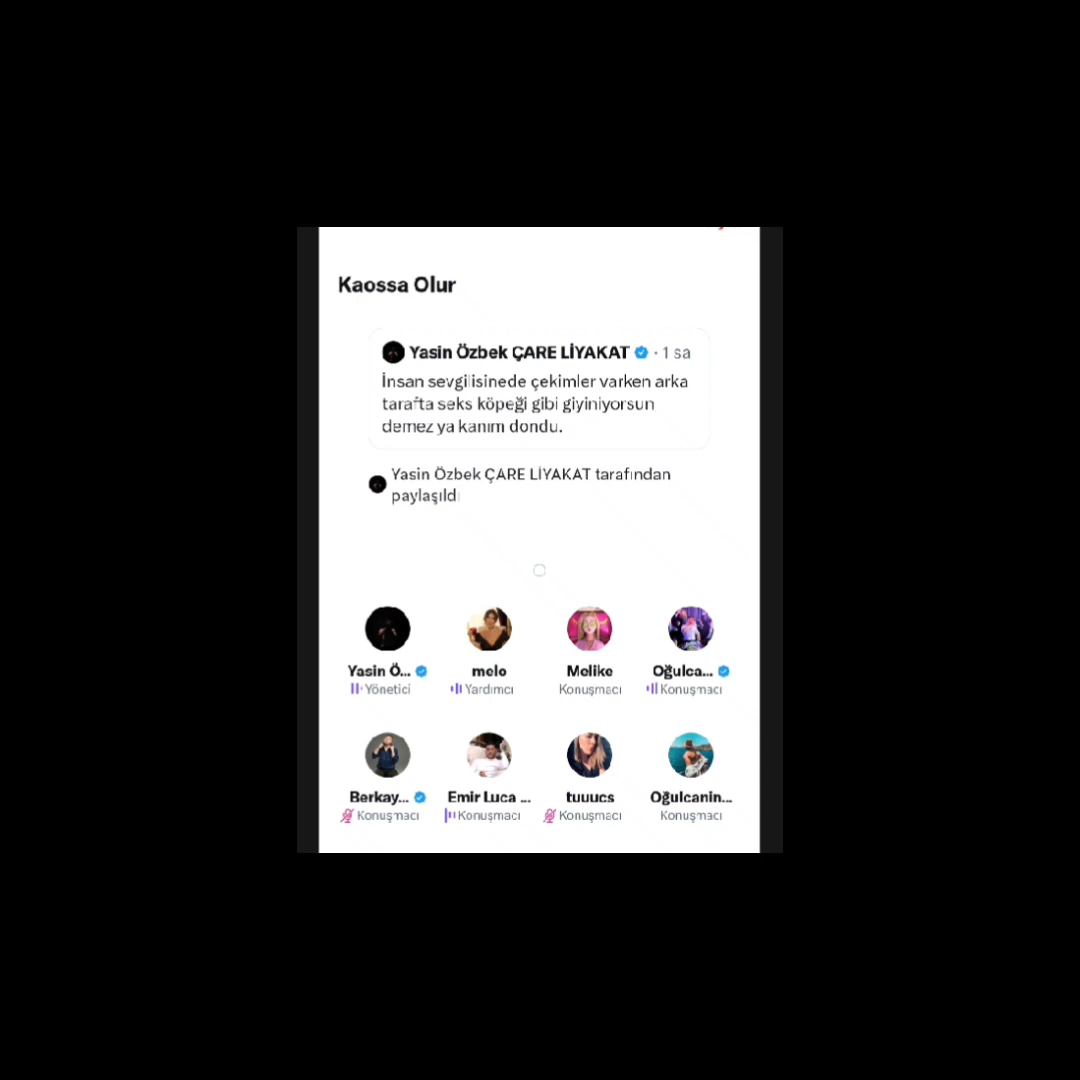 Kaossa Olur
Yasin Özbek ÇARE LİYAKAT · 1 sa
İnsan sevgilisinede çekimler varken arka
tarafta seks köpeği gibi giyiniyorsun
demez ya kanım dondu.
Yasin Özbek ÇARE LİYAKAT tarafından
paylaşıldı
Yasin Ö... melo Melike Oğulca...
Yönetici Yardımcı Konuşmacı Konuşmacı
Berkay... Emir Luca ... tuuucs Oğulcanin...
Konuşmacı Konuşmacı Konuşmacı Konuşmacı